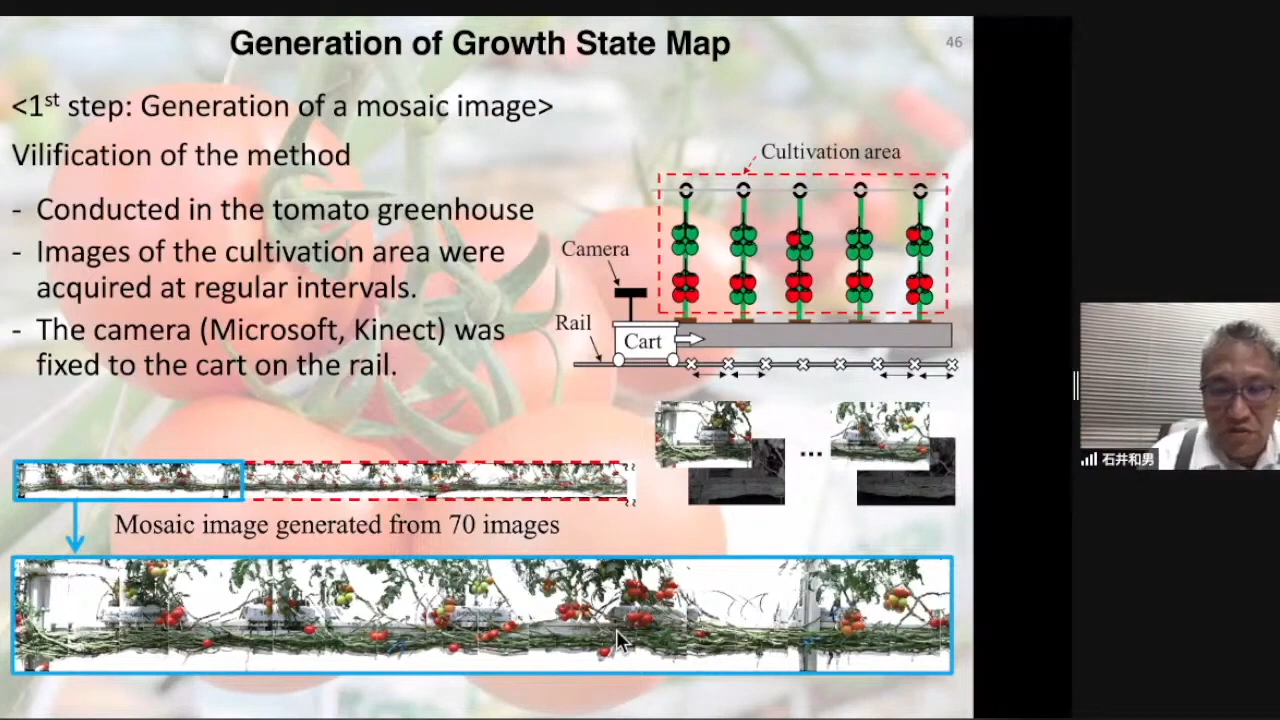 Generation of Growth State Map
46
<1st step: Generation of a mosaic image>
Vilification of the method
- Conducted in the tomato greenhouse
- Images of the cultivation area were
acquired at regular intervals.
- The camera (Microsoft, Kinect) was
fixed to the cart on the rail.
Cultivation area
Camera
Rail
Cart
...
Mosaic image generated from 70 images
石井和男